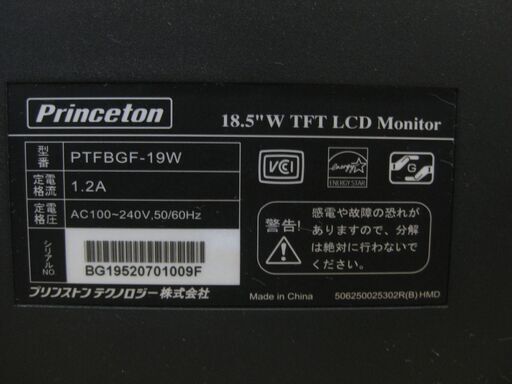 Princeton
18.5"W TFT LCD Monitor
型番 PTFBGF-19W
定格電流 1.2A
定格電圧 AC100~240V,50/60Hz
シリアルNO BG19520701009F
プリンストンテクノロジー株式会社
VCCI
energy
ENERGY STAR
G
警告!
感電や故障の恐れが
ありますので、分解
は絶対に行わないで
ください。
Made in China
506250025302R(B) HMD